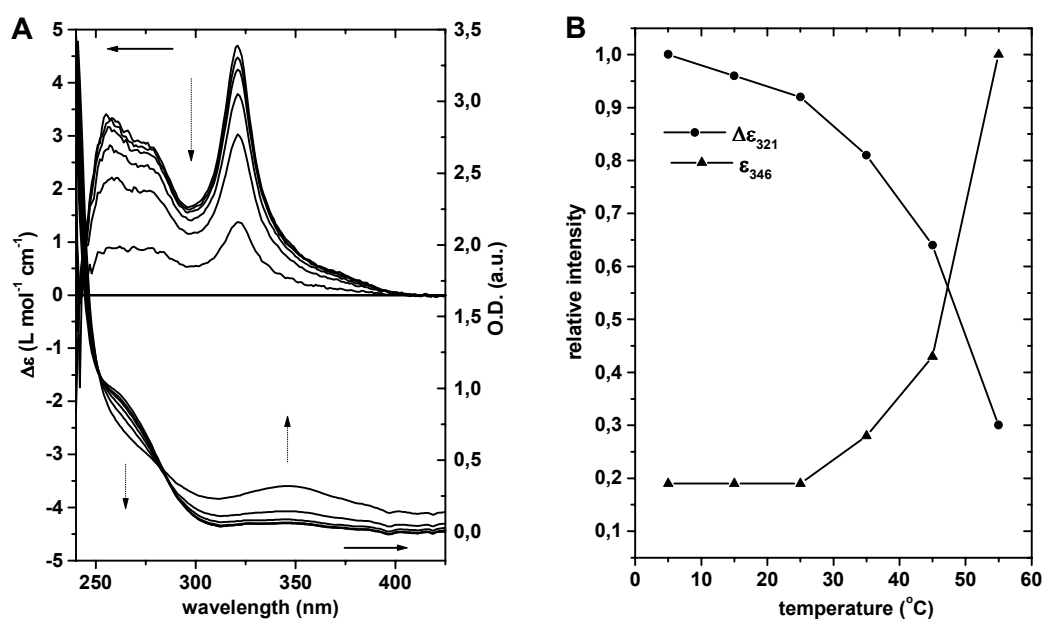 A
5
4
3
2
1
0
-1
-2
-3
-4
-5
Δε (L mol⁻¹ cm⁻¹)
3,5
3,0
2,5
2,0
1,5
1,0
0,5
0,0
O.D. (a.u.)
250 300 350 400
wavelength (nm)
B
1,0
0,9
0,8
0,7
0,6
0,5
0,4
0,3
0,2
0,1
relative intensity
Δε₃₂₁
ε₃₄₆
0 10 20 30 40 50 60
temperature (°C)